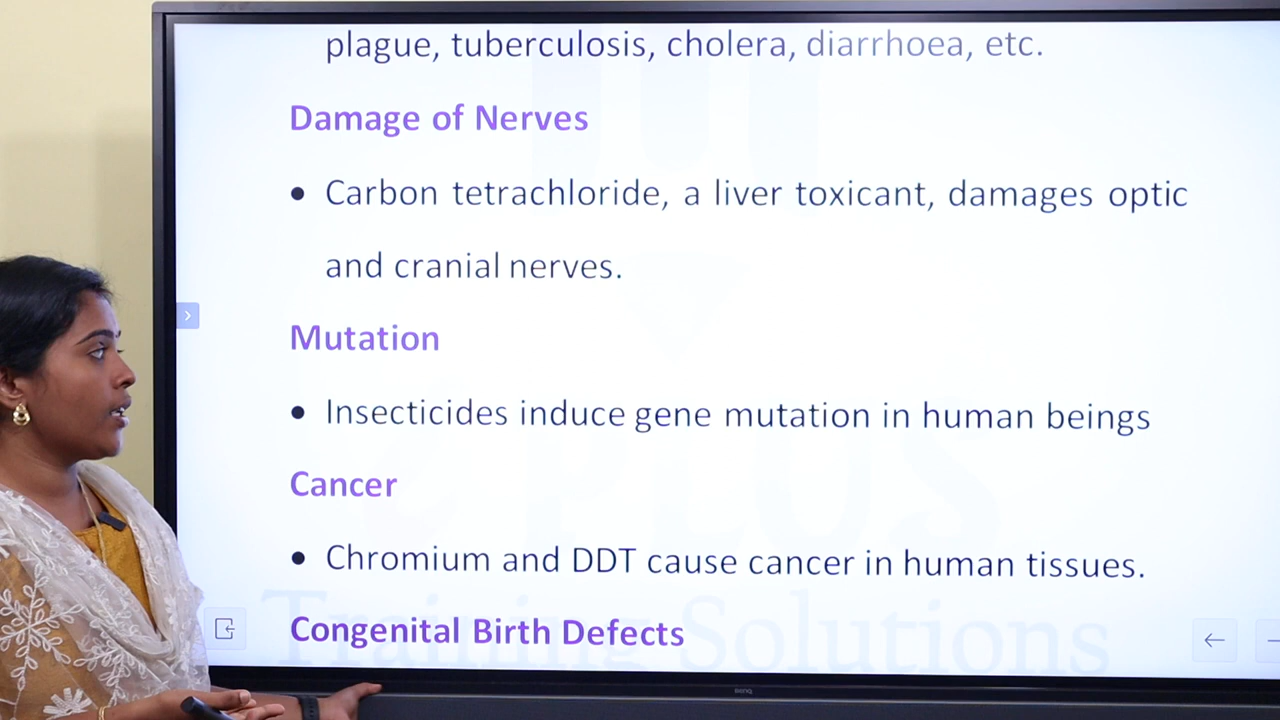 plague, tuberculosis, cholera, diarrhoea, etc.
Damage of Nerves
• Carbon tetrachloride, a liver toxicant, damages optic
and cranial nerves.
Mutation
• Insecticides induce gene mutation in human beings
Cancer
• Chromium and DDT cause cancer in human tissues.
Congenital Birth Defects
Training Solutions
BenQ